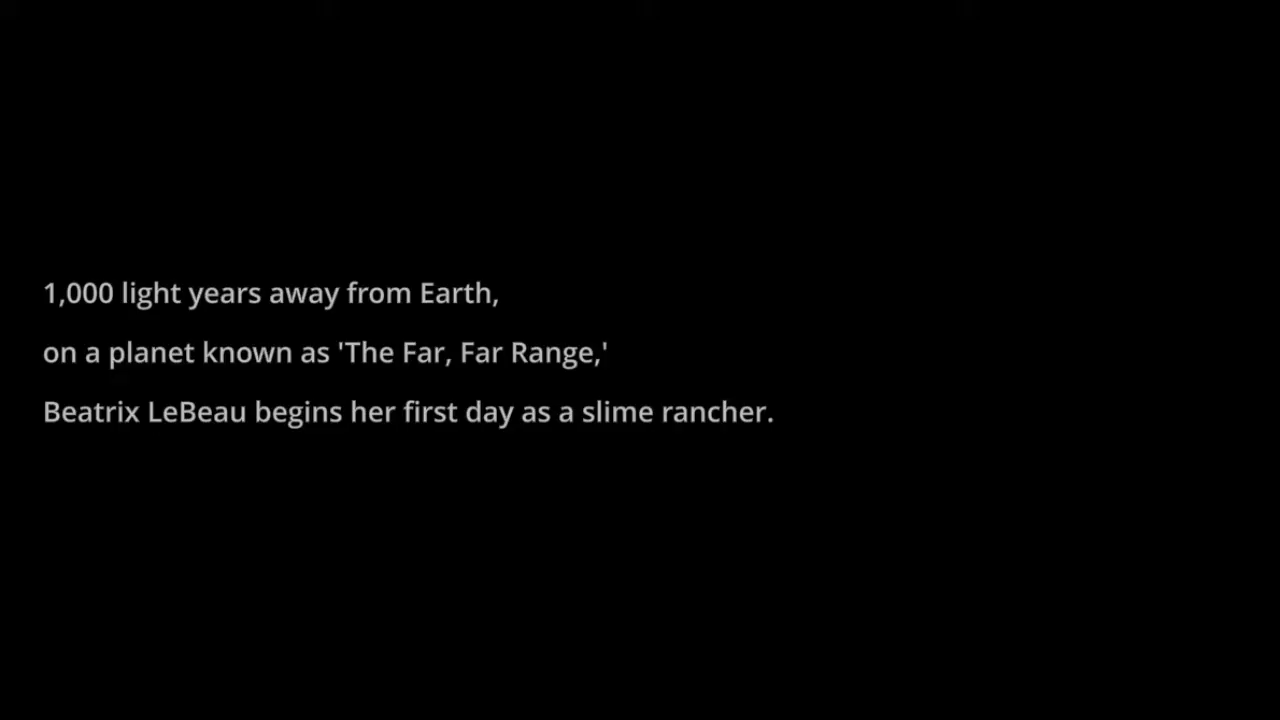 1,000 light years away from Earth,
on a planet known as 'The Far, Far Range,'
Beatrix LeBeau begins her first day as a slime rancher.